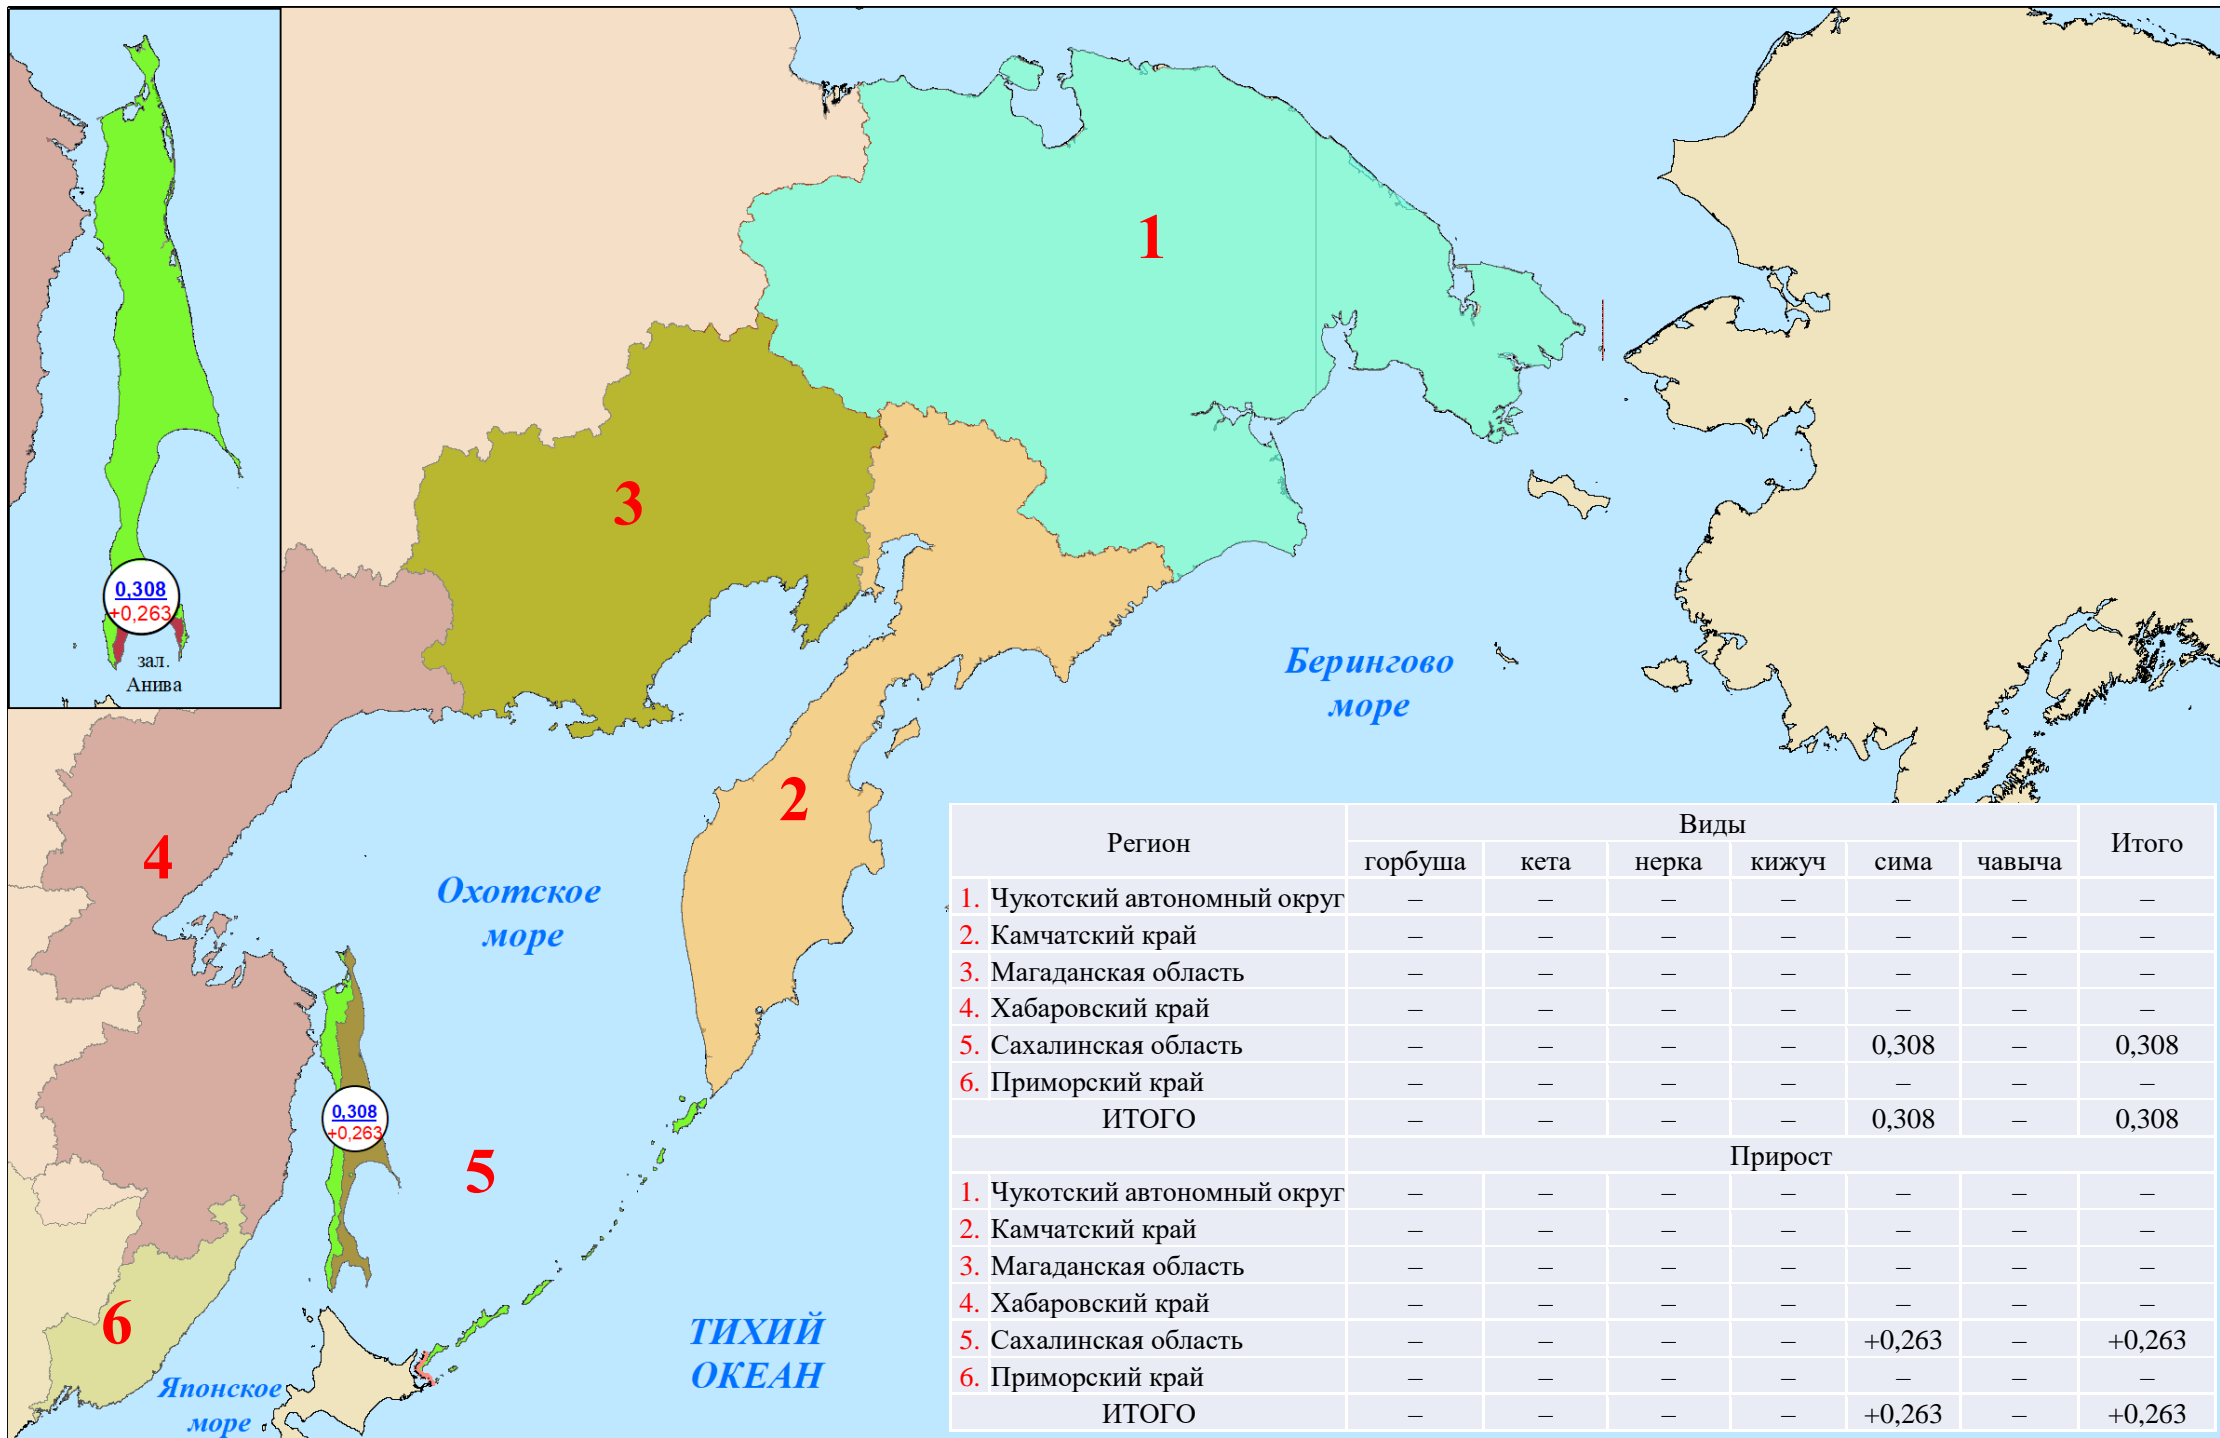 0,308
+0,263
зал.
Анива
1
3
2
4
5
6
Берингово
море
Охотское
море
0,308
+0,263
ТИХИЙ
ОКЕАН
Японское
море
Регион Виды Итого
горбуша кета нерка кижуч сима чавыча
1. Чукотский автономный округ – – – – – – –
2. Камчатский край – – – – – – –
3. Магаданская область – – – – – – –
4. Хабаровский край – – – – – – –
5. Сахалинская область – – – – 0,308 – 0,308
6. Приморский край – – – – – – –
ИТОГО – – – – 0,308 – 0,308
Прирост
1. Чукотский автономный округ – – – – – – –
2. Камчатский край – – – – – – –
3. Магаданская область – – – – – – –
4. Хабаровский край – – – – – – –
5. Сахалинская область – – – – +0,263 – +0,263
6. Приморский край – – – – – – –
ИТОГО – – – – +0,263 – +0,263